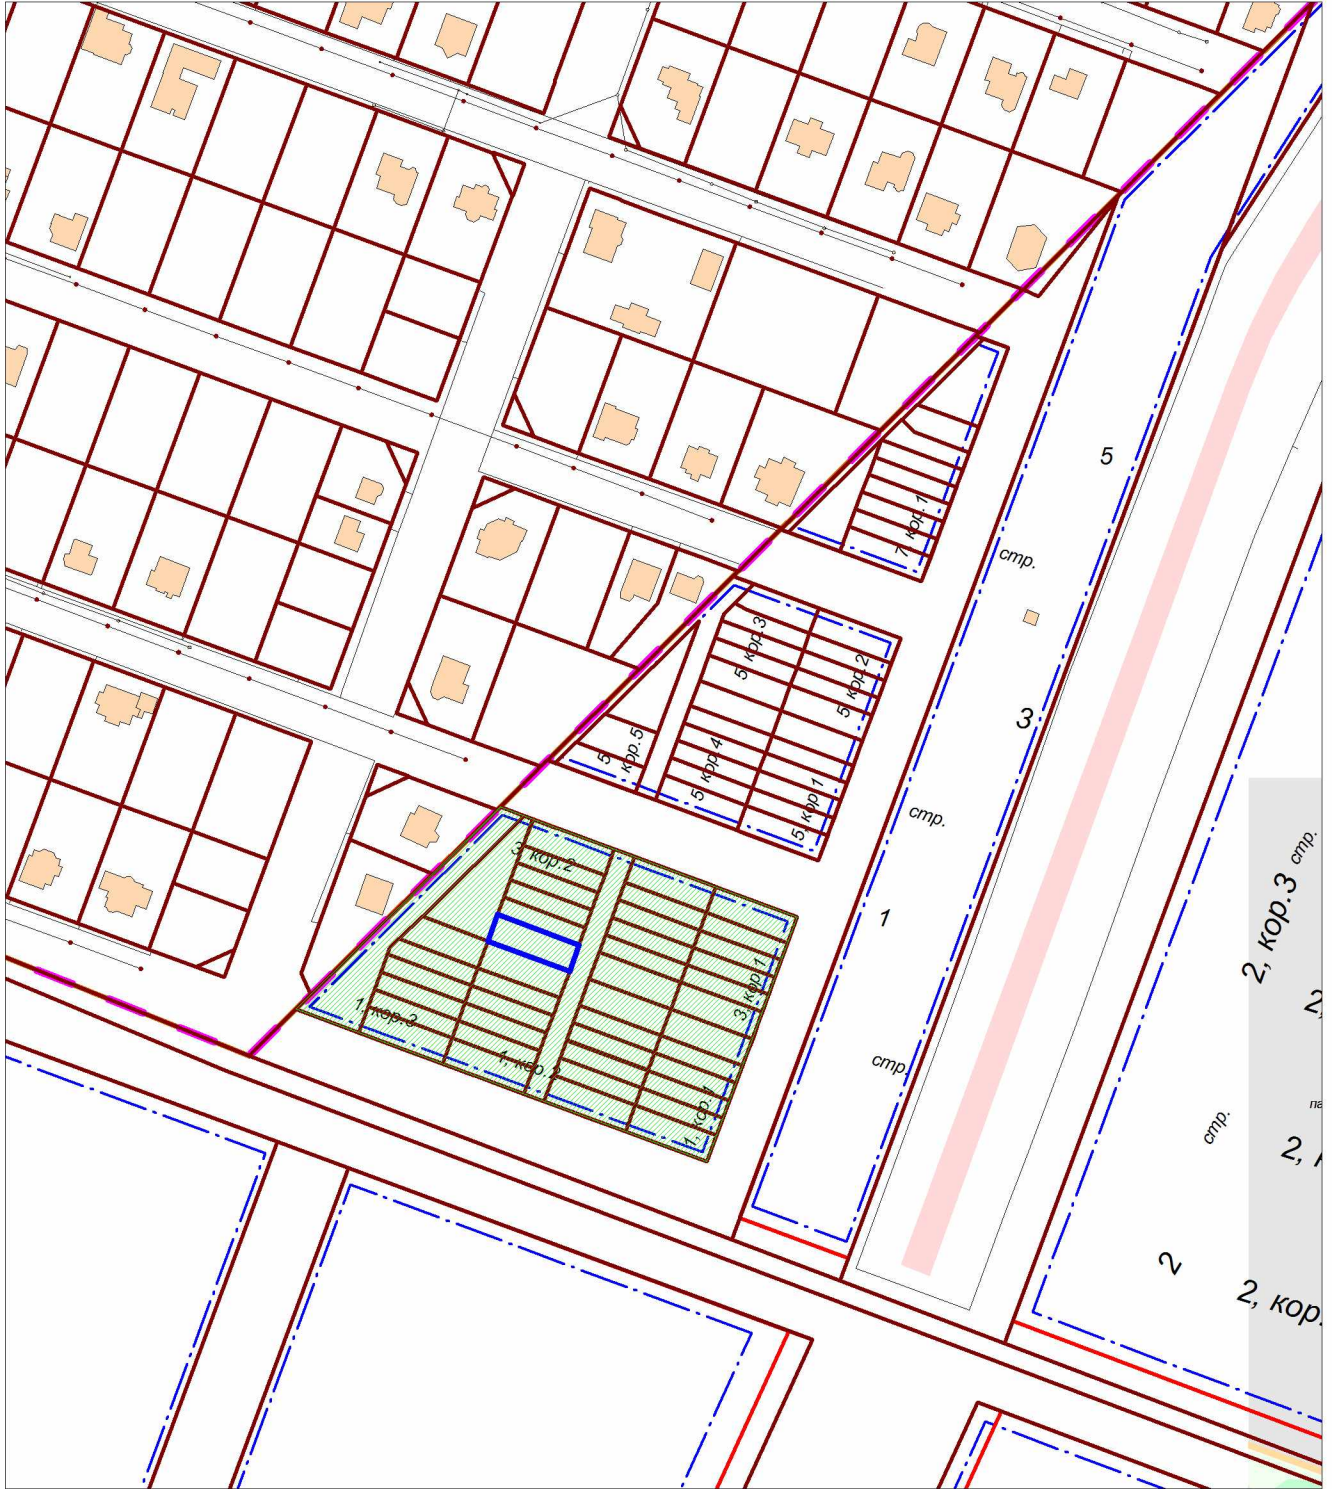 5
7, кор.1
стр.
5, кор.3
5, кор.2
3
5,
кор.5
5, кор.4
5, кор.1
стр.
3, кор.2
1
2, кор.3
стр.
3, кор.1
2,
1, кор.3
1, кор.2
стр.
1, кор.1
стр.
2,
2
2, кор.